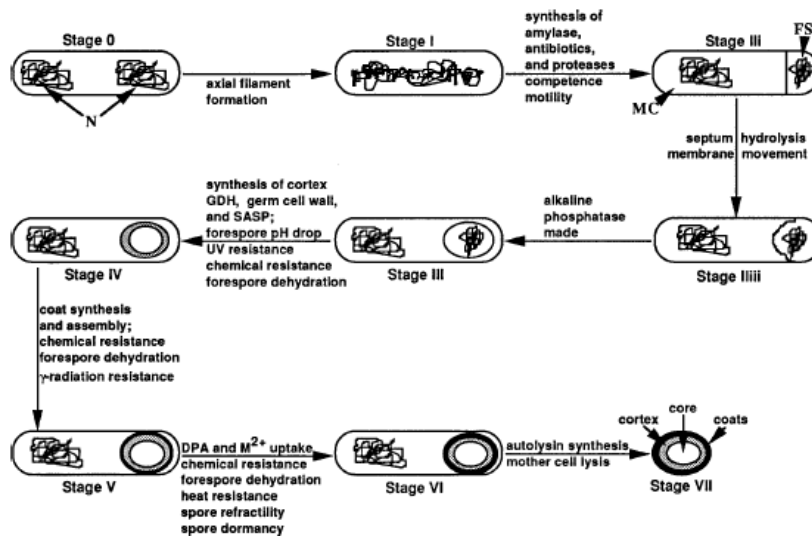 Stage 0
N
axial filament
formation
Stage I
synthesis of
amylase,
antibiotics,
and proteases
competence
motility
Stage IIi
FS
MC
septum hydrolysis
membrane movement
Stage IIiii
alkaline
phosphatase
made
Stage III
synthesis of cortex
GDH, germ cell wall,
and SASP;
forespore pH drop
UV resistance
chemical resistance
forespore dehydration
Stage IV
coat synthesis
and assembly;
chemical resistance
forespore dehydration
γ-radiation resistance
Stage V
DPA and M2+ uptake
chemical resistance
forespore dehydration
heat resistance
spore refractility
spore dormancy
Stage VI
autolysin synthesis
mother cell lysis
cortex
core
coats
Stage VII